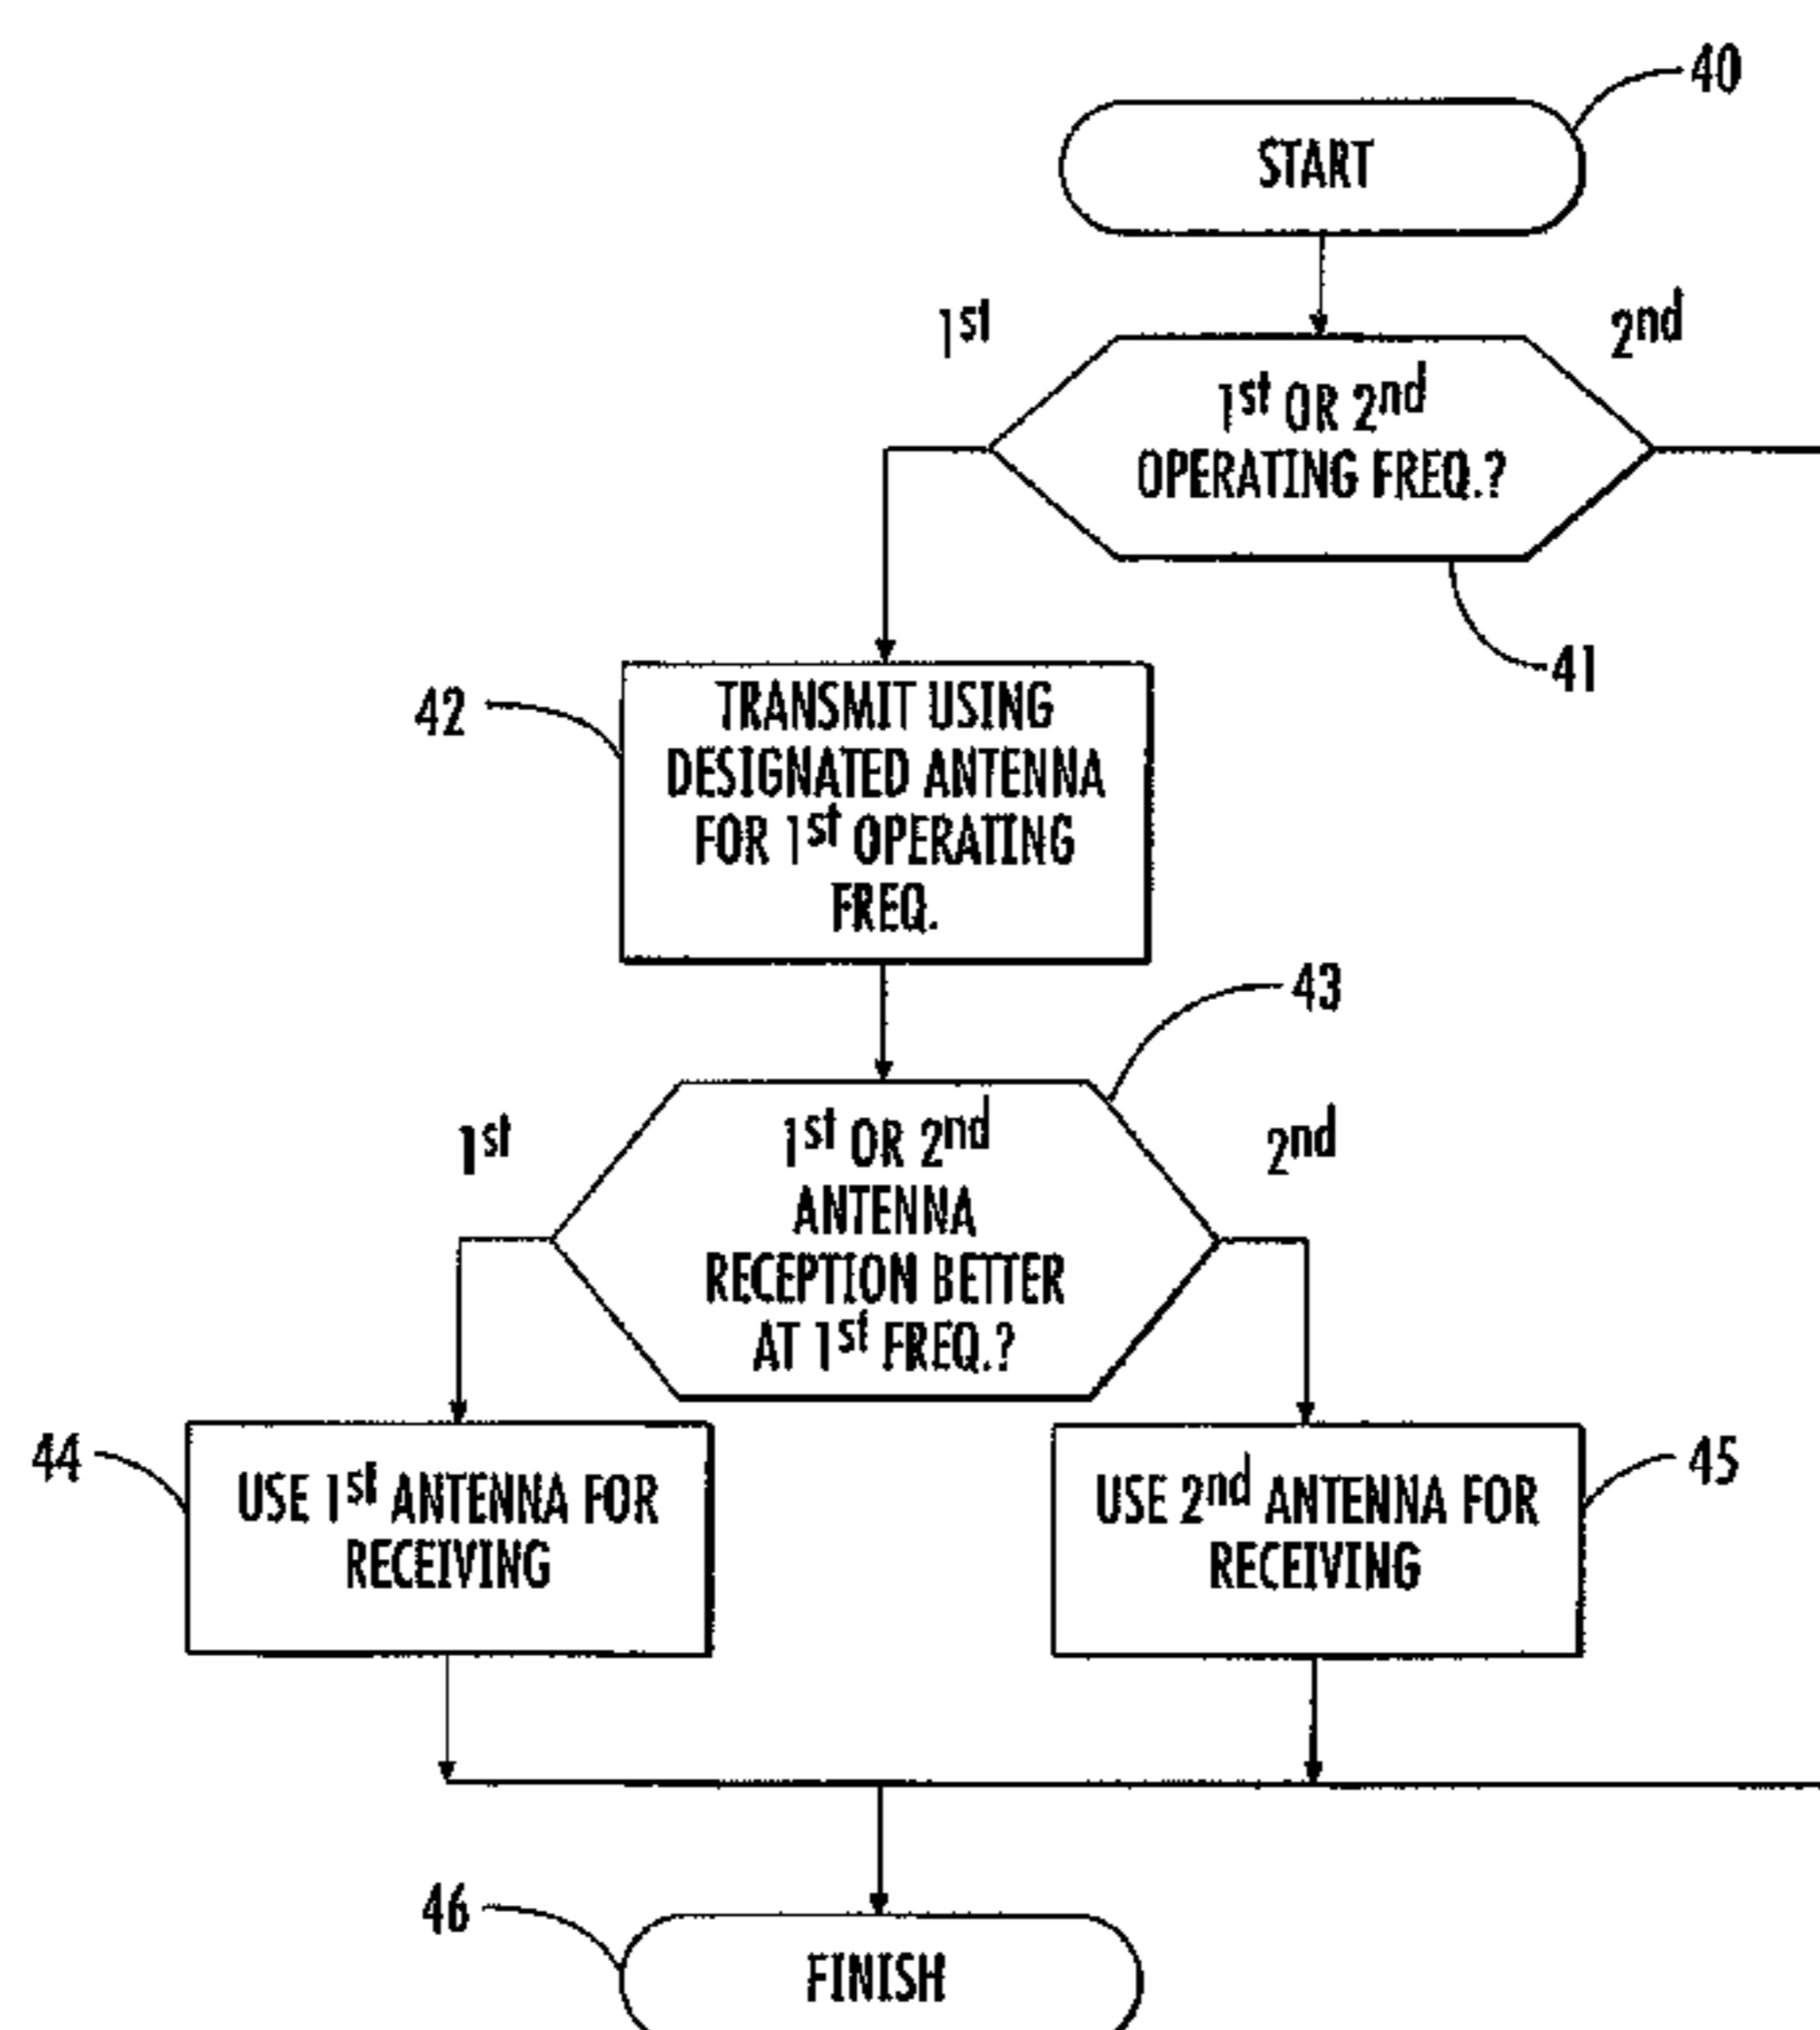 40
START
1st
2nd
1st OR 2nd
OPERATING FREQ.?
41
42
TRANSMIT USING
DESIGNATED ANTENNA
FOR 1st OPERATING
FREQ.
43
1st
2nd
1st OR 2nd
ANTENNA
RECEPTION BETTER
AT 1st FREQ.?
44
USE 1st ANTENNA FOR
RECEIVING
USE 2nd ANTENNA FOR
RECEIVING
45
46
FINISH